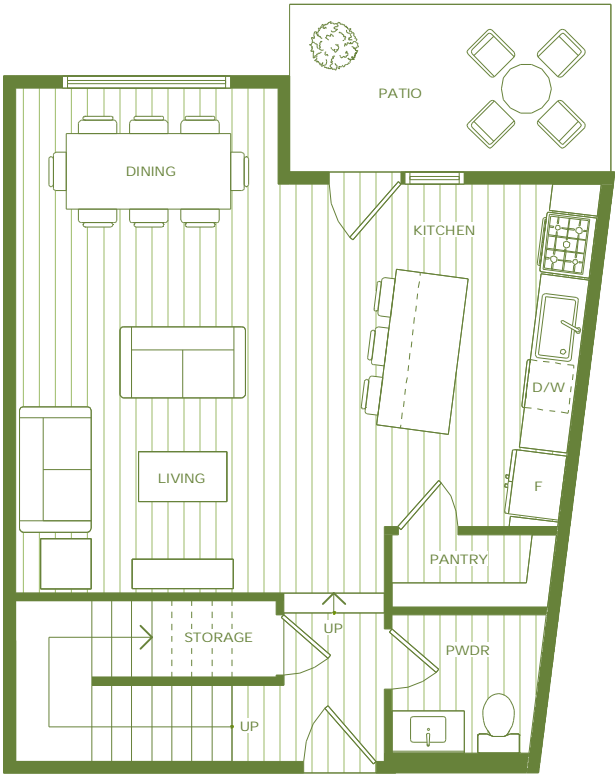 PATIO
DINING
KITCHEN
D/W
LIVING
F
PANTRY
UP
STORAGE
PWDR
UP